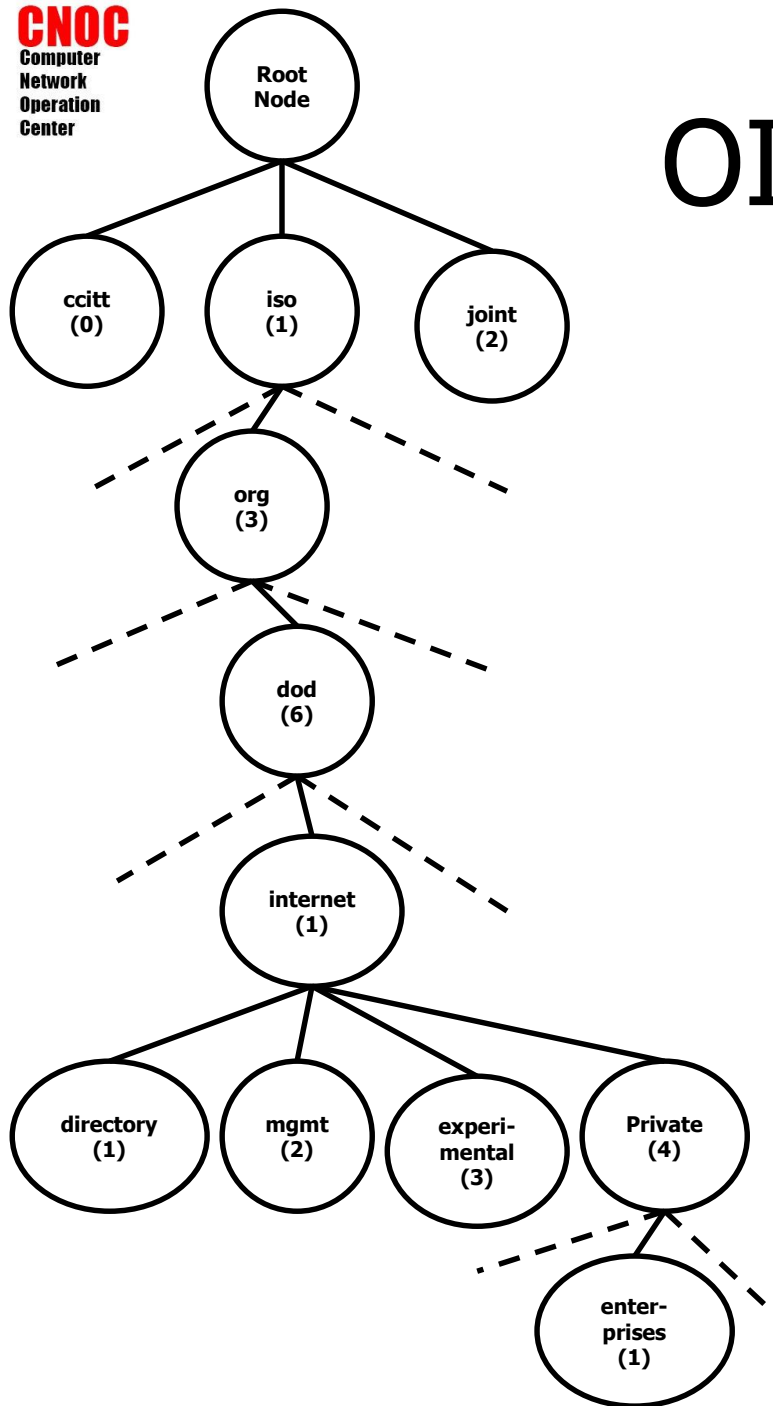 CNOC
Computer
Network
Operation
Center
Root
Node
OI
ccitt
(0)
iso
(1)
joint
(2)
org
(3)
dod
(6)
internet
(1)
directory
(1)
mgmt
(2)
experi-
mental
(3)
Private
(4)
enter-
prises
(1)